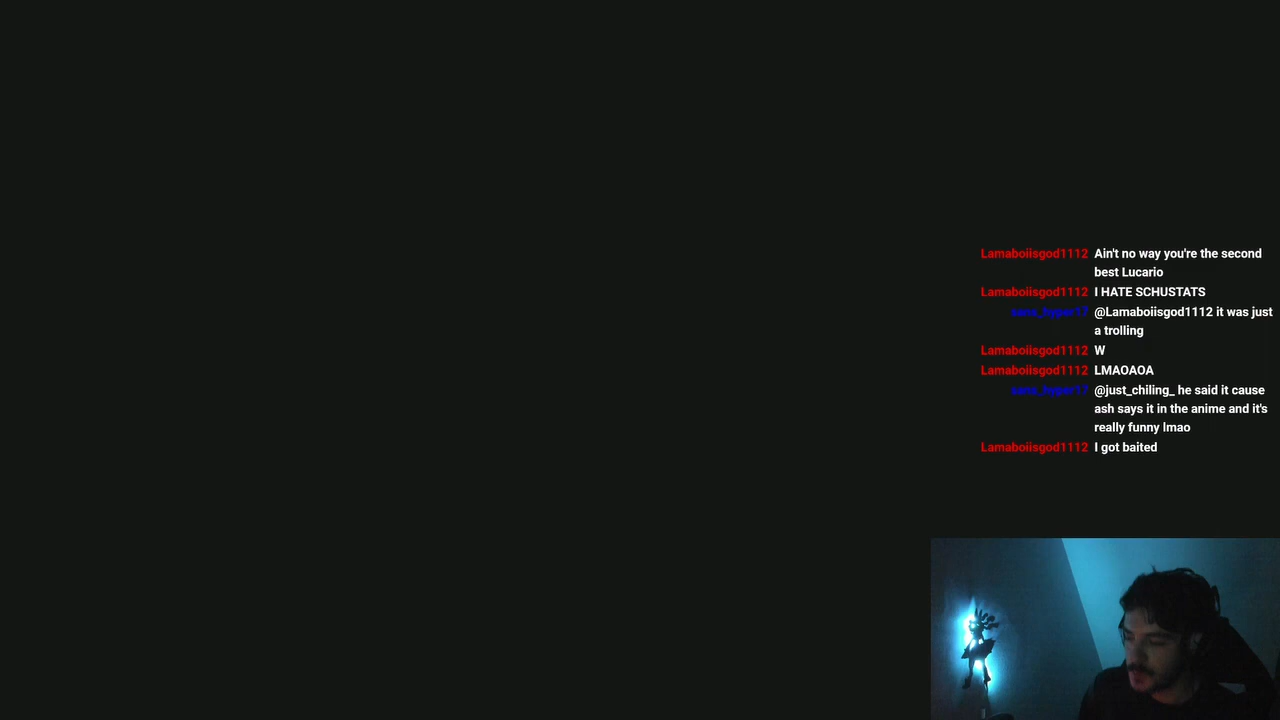 Lamaboiisgod1112 Ain't no way you're the second
best Lucario
Lamaboiisgod1112 I HATE SCHUSTATS
@Lamaboiisgod1112 it was just
a trolling
Lamaboiisgod1112 W
Lamaboiisgod1112 LMAOAOA
@just_chiling_ he said it cause
ash says it in the anime and it's
really funny lmao
Lamaboiisgod1112 I got baited